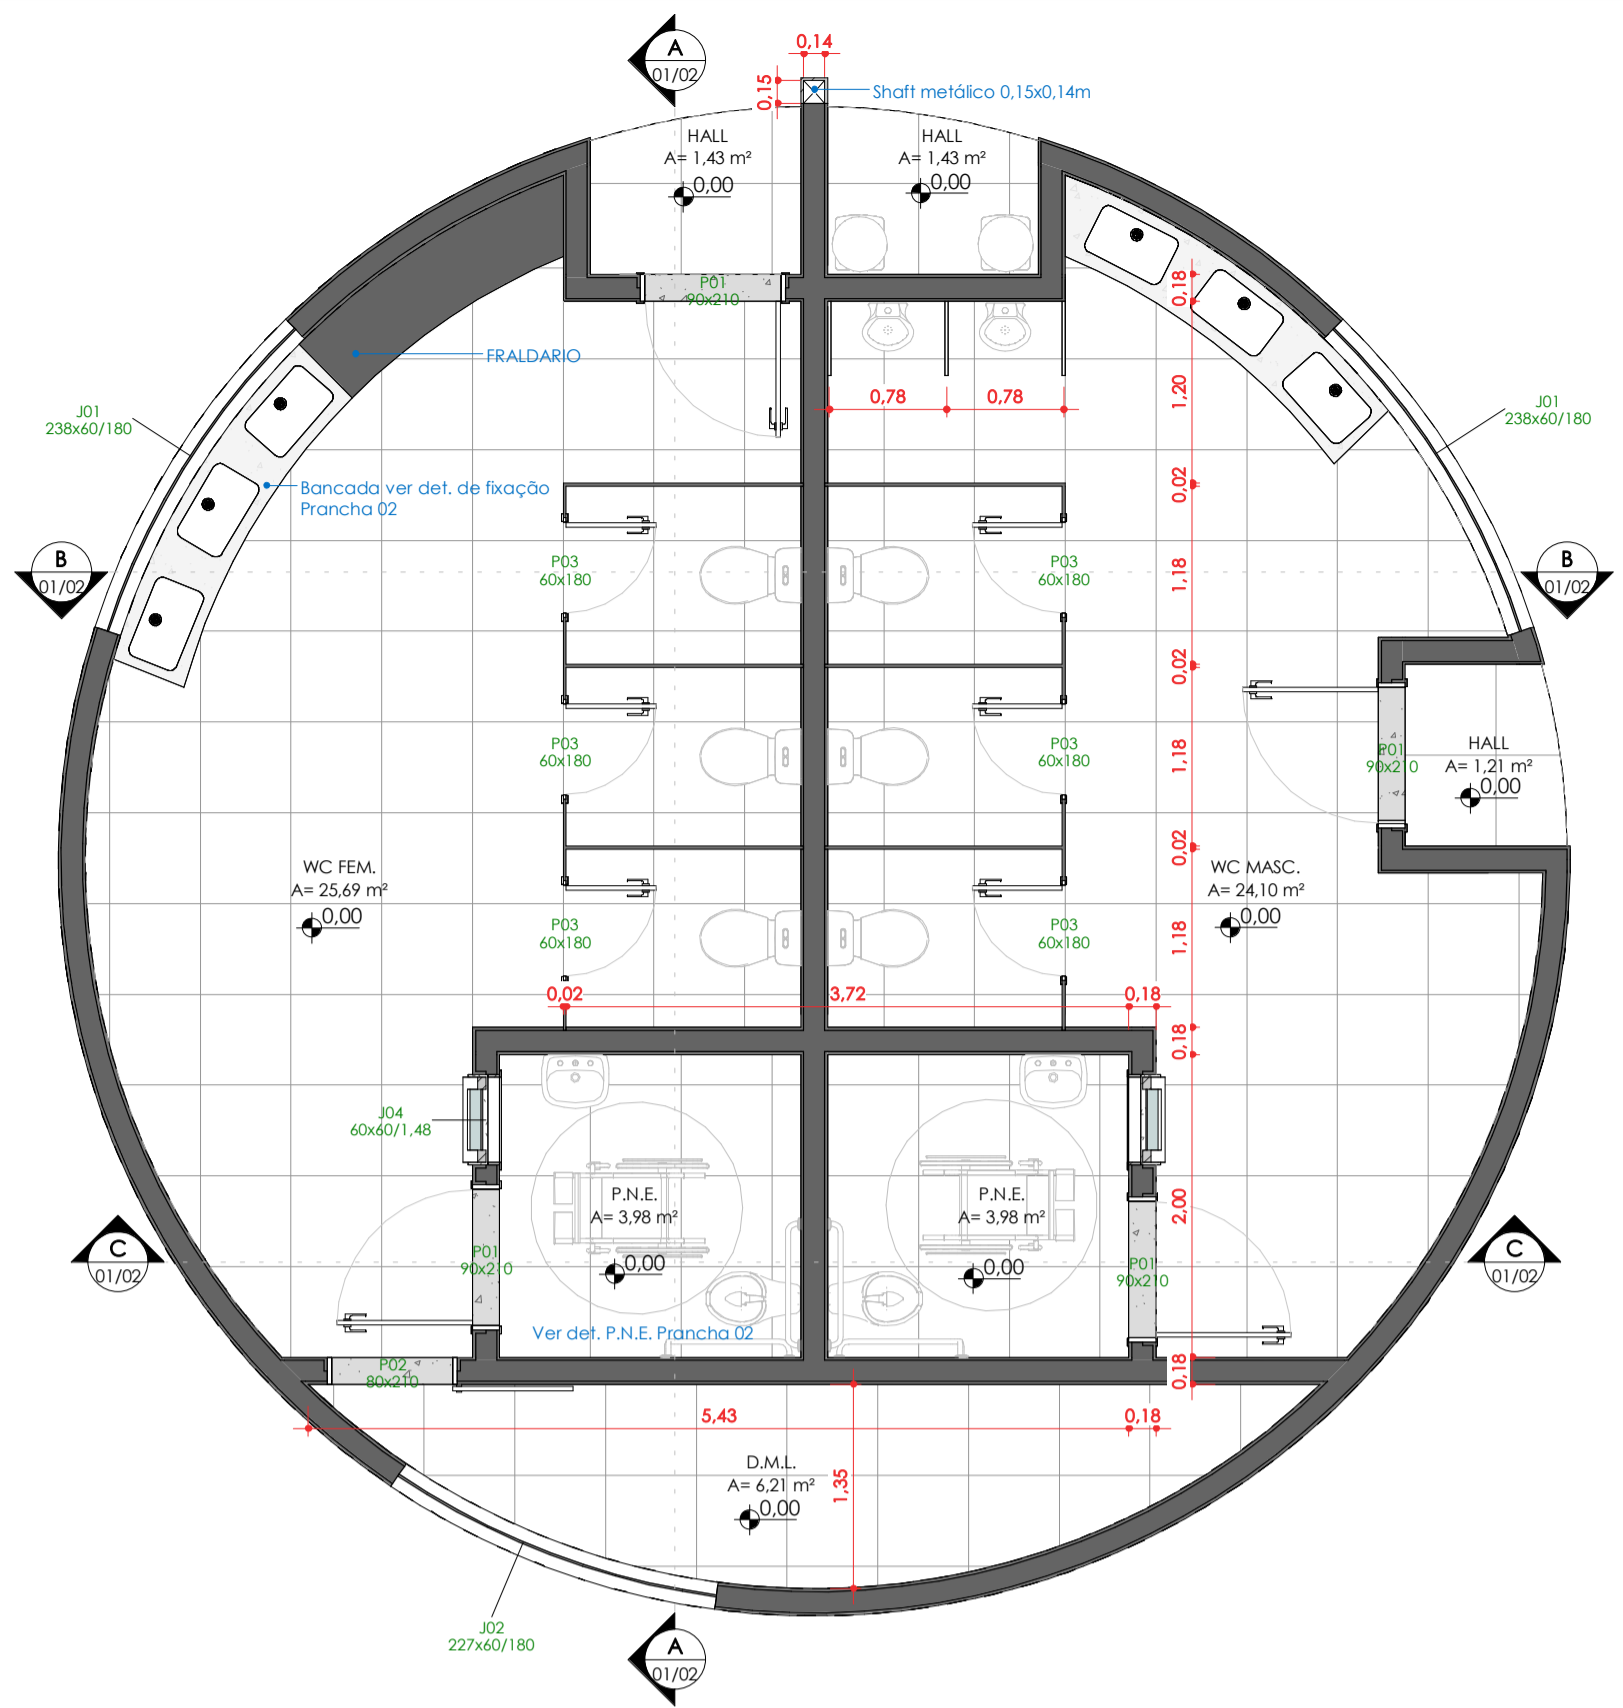 A
01/02
0,14
0,15
Shaft metálico 0,15x0,14m
HALL
A= 1,43 m²
0,00
HALL
A= 1,43 m²
0,00
P01
90x210
0,18
FRALDARIO
J01
238x60/180
0,78
0,78
1,20
J01
238x60/180
Bancada ver det. de fixação
Prancha 02
0,02
B
01/02
P03
60x180
P03
60x180
1,18
B
01/02
0,02
P03
60x180
P03
60x180
1,18
P01
90x210
HALL
A= 1,21 m²
0,00
0,02
WC FEM.
A= 25,69 m²
0,00
WC MASC.
A= 24,10 m²
0,00
P03
60x180
P03
60x180
1,18
0,02
3,72
0,18
0,18
J04
60x60/1,48
P.N.E.
A= 3,98 m²
0,00
P.N.E.
A= 3,98 m²
0,00
2,00
C
01/02
P01
90x210
P01
90x210
C
01/02
Ver det. P.N.E. Prancha 02
P02
80x210
0,18
5,43
0,18
D.M.L.
A= 6,21 m²
0,00
1,35
J02
227x60/180
A
01/02